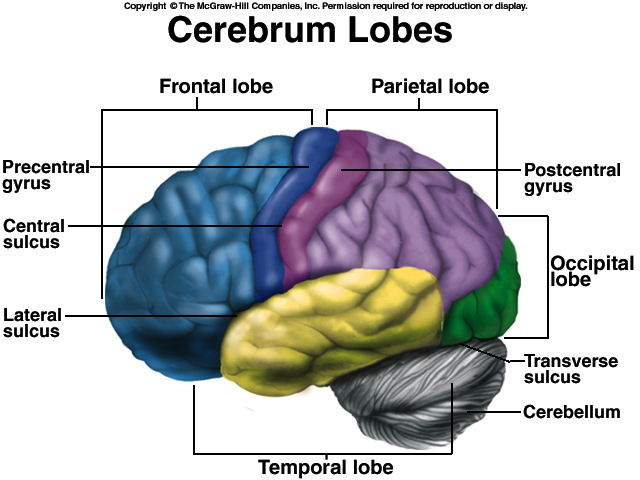 Copyright © The McGraw-Hill Companies, Inc. Permission required for reproduction or display.
Cerebrum Lobes
Frontal lobe
Parietal lobe
Precentral
gyrus
Postcentral
gyrus
Central
sulcus
Occipital
lobe
Lateral
sulcus
Transverse
sulcus
Cerebellum
Temporal lobe